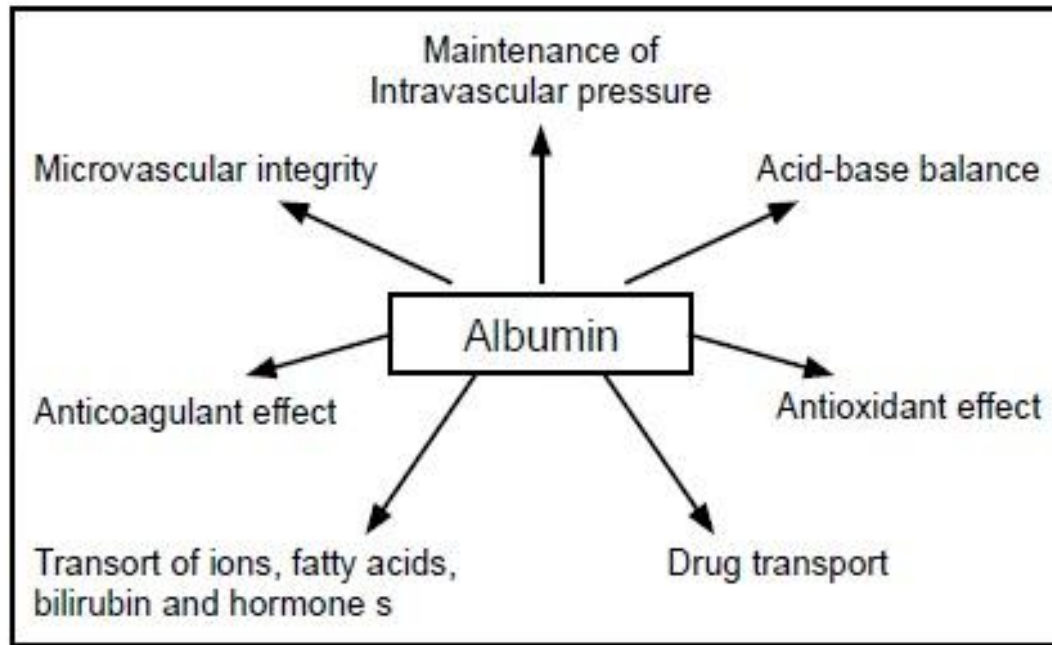 Maintenance of
Intravascular pressure
Microvascular integrity
Acid-base balance
Albumin
Anticoagulant effect
Antioxidant effect
Transort of ions, fatty acids,
bilirubin and hormone s
Drug transport